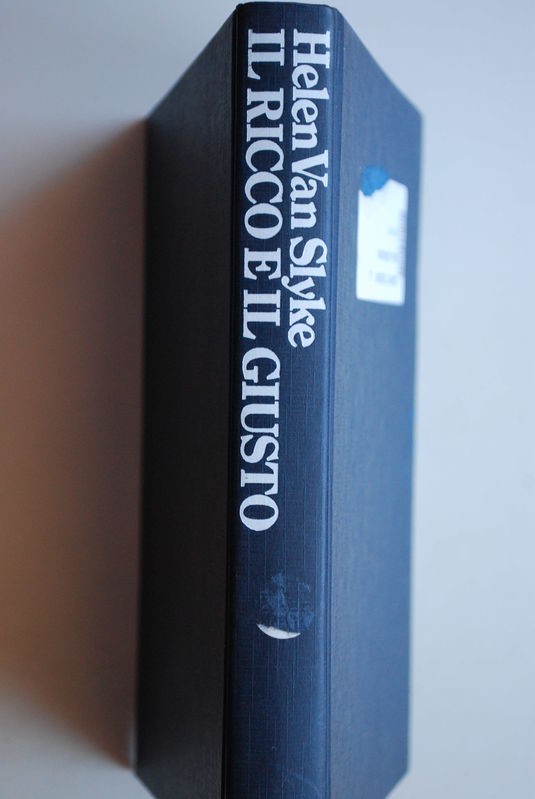 Helen Van Slyke
IL RICCO E IL GIUSTO